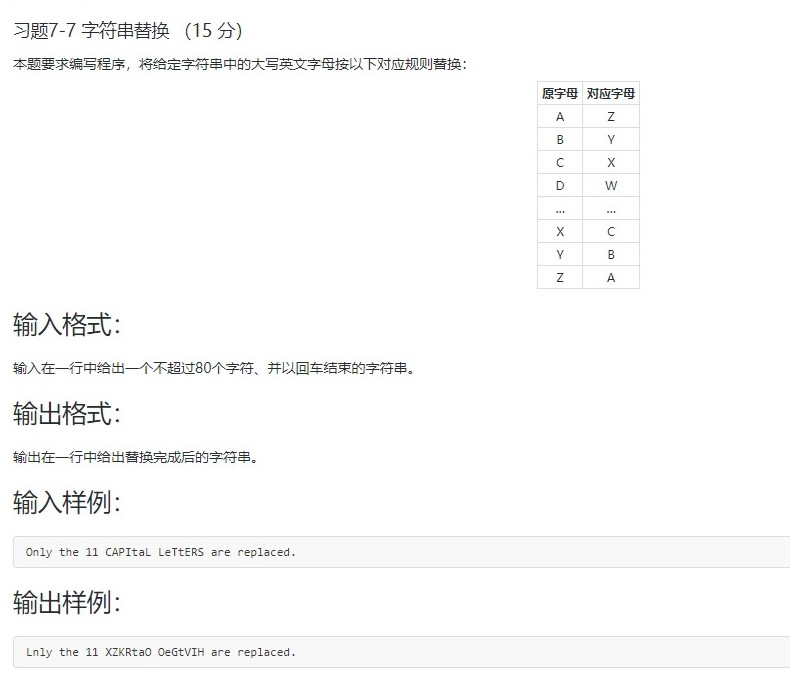 习题7-7 字符串替换 （15 分）
本题要求编写程序，将给定字符串中的大写英文字母按以下对应规则替换：
原字母 对应字母
A Z
B Y
C X
D W
... ...
X C
Y B
Z A
输入格式：
输入在一行中给出一个不超过80个字符、并以回车结束的字符串。
输出格式：
输出在一行中给出替换完成后的字符串。
输入样例：
Only the 11 CAPItaL LeTtERS are replaced.
输出样例：
Lnly the 11 XZKRtaO OeGtVIH are replaced.